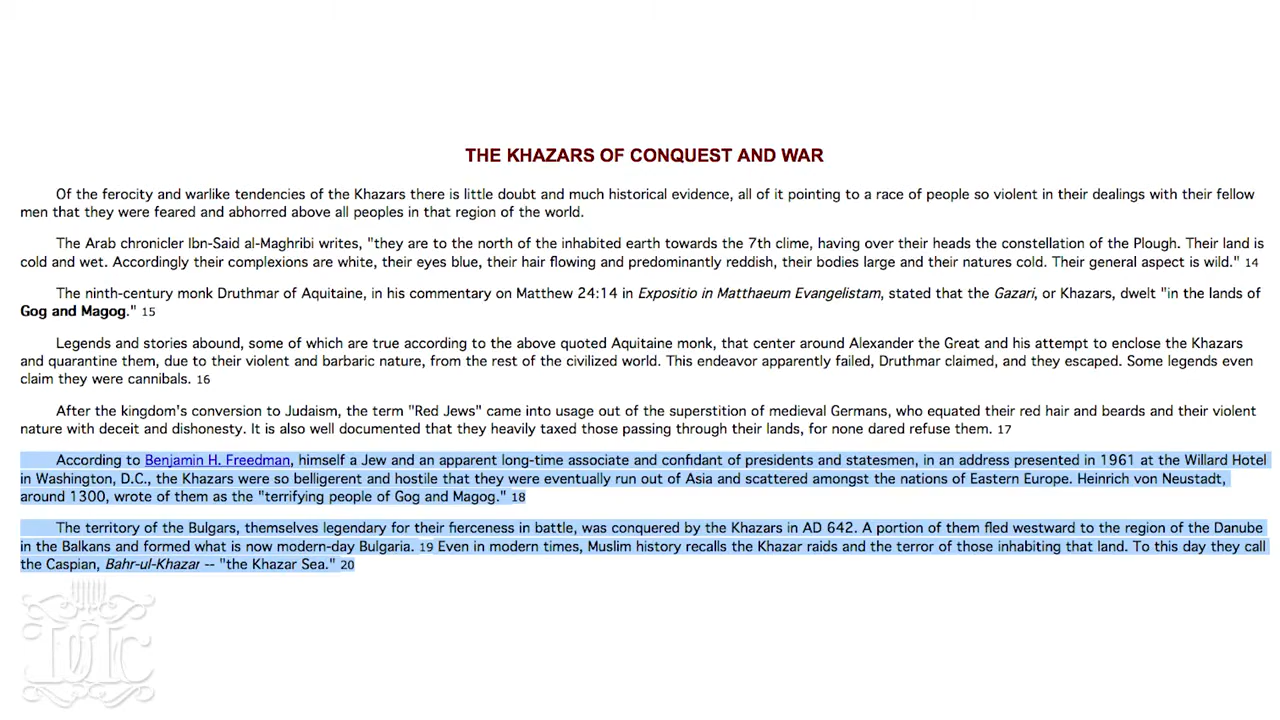 THE KHAZARS OF CONQUEST AND WAR
Of the ferocity and warlike tendencies of the Khazars there is little doubt and much historical evidence, all of it pointing to a race of people so violent in their dealings with their fellow
men that they were feared and abhorred above all peoples in that region of the world.
The Arab chronicler Ibn-Said al-Maghribi writes, "they are to the north of the inhabited earth towards the 7th clime, having over their heads the constellation of the Plough. Their land is
cold and wet. Accordingly their complexions are white, their eyes blue, their hair flowing and predominantly reddish, their bodies large and their natures cold. Their general aspect is wild." 14
The ninth-century monk Druthmar of Aquitaine, in his commentary on Matthew 24:14 in Expositio in Matthaeum Evangelistam, stated that the Gazari, or Khazars, dwelt "in the lands of
Gog and Magog." 15
Legends and stories abound, some of which are true according to the above quoted Aquitaine monk, that center around Alexander the Great and his attempt to enclose the Khazars
and quarantine them, due to their violent and barbaric nature, from the rest of the civilized world. This endeavor apparently failed, Druthmar claimed, and they escaped. Some legends even
claim they were cannibals. 16
After the kingdom's conversion to Judaism, the term "Red Jews" came into usage out of the superstition of medieval Germans, who equated their red hair and beards and their violent
nature with deceit and dishonesty. It is also well documented that they heavily taxed those passing through their lands, for none dared refuse them. 17
According to Benjamin H. Freedman, himself a Jew and an apparent long-time associate and confidant of presidents and statesmen, in an address presented in 1961 at the Willard Hotel
in Washington, D.C., the Khazars were so belligerent and hostile that they were eventually run out of Asia and scattered amongst the nations of Eastern Europe. Heinrich von Neustadt,
around 1300, wrote of them as the "terrifying people of Gog and Magog." 18
The territory of the Bulgars, themselves legendary for their fierceness in battle, was conquered by the Khazars in AD 642. A portion of them fled westward to the region of the Danube
in the Balkans and formed what is now modern-day Bulgaria. 19 Even in modern times, Muslim history recalls the Khazar raids and the terror of those inhabiting that land. To this day they call
the Caspian, Bahr-ul-Khazar -- "the Khazar Sea." 20